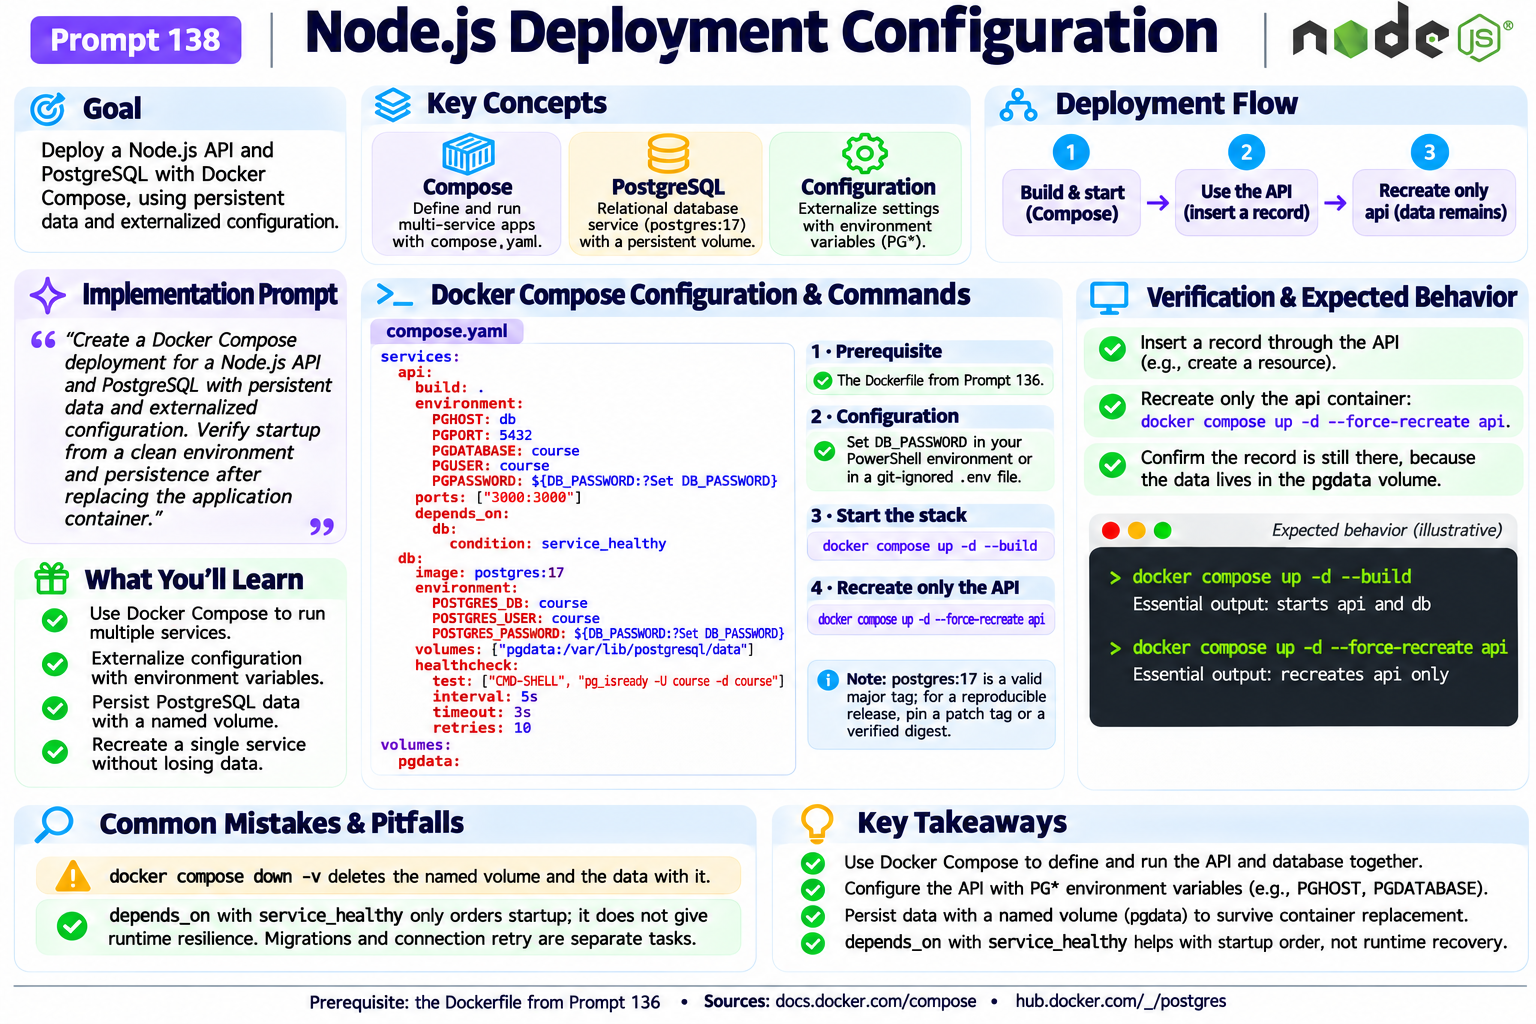 Prompt 138
Node.js Deployment Configuration
node
JS
®
Goal
Deploy a Node.js API and
PostgreSQL with Docker
Compose, using persistent
data and externalized configuration.
Key Concepts
Compose
Define and run
multi-service apps
with compose.yaml.
PostgreSQL
Relational database
service (postgres:17)
with a persistent volume.
Configuration
Externalize settings
with environment
variables (PG*).
Deployment Flow
1
Build & start
(Compose)
→
2
Use the API
(insert a record)
→
3
Recreate only
api (data remains)
Implementation Prompt
“
“Create a Docker Compose
deployment for a Node.js API
and PostgreSQL with persistent
data and externalized
configuration. Verify startup
from a clean environment
and persistence after
replacing the application
container.”
”
What You’ll Learn
Use Docker Compose to run
multiple services.
Externalize configuration
with environment variables.
Persist PostgreSQL data
with a named volume.
Recreate a single service
without losing data.
>_ Docker Compose Configuration & Commands
compose.yaml
services:
  api:
    build: .
    environment:
      PGHOST: db
      PGPORT: 5432
      PGDATABASE: course
      PGUSER: course
      PGPASSWORD: ${DB_PASSWORD:?Set DB_PASSWORD}
    ports: ["3000:3000"]
    depends_on:
      db:
        condition: service_healthy
  db:
    image: postgres:17
    environment:
      POSTGRES_DB: course
      POSTGRES_USER: course
      POSTGRES_PASSWORD: ${DB_PASSWORD:?Set DB_PASSWORD}
    volumes: ["pgdata:/var/lib/postgresql/data"]
    healthcheck:
      test: ["CMD-SHELL", "pg_isready -U course -d course"]
      interval: 5s
      timeout: 3s
      retries: 10
volumes:
  pgdata:
1 · Prerequisite
The Dockerfile from Prompt 136.
2 · Configuration
Set DB_PASSWORD in your
PowerShell environment or
in a git-ignored .env file.
3 · Start the stack
docker compose up -d --build
4 · Recreate only the API
docker compose up -d --force-recreate api
Note: postgres:17 is a valid
major tag; for a reproducible
release, pin a patch tag or a
verified digest.
Verification & Expected Behavior
Insert a record through the API
(e.g., create a resource).
Recreate only the api container:
docker compose up -d --force-recreate api.
Confirm the record is still there, because
the data lives in the pgdata volume.
Expected behavior (illustrative)
> docker compose up -d --build
Essential output: starts api and db
> docker compose up -d --force-recreate api
Essential output: recreates api only
Common Mistakes & Pitfalls
docker compose down -v deletes the named volume and the data with it.
depends_on with service_healthy only orders startup; it does not give
runtime resilience. Migrations and connection retry are separate tasks.
Key Takeaways
Use Docker Compose to define and run the API and database together.
Configure the API with PG* environment variables (e.g., PGHOST, PGDATABASE).
Persist data with a named volume (pgdata) to survive container replacement.
depends_on with service_healthy helps with startup order, not runtime recovery.
Prerequisite: the Dockerfile from Prompt 136 • Sources: docs.docker.com/compose • hub.docker.com/_/postgres